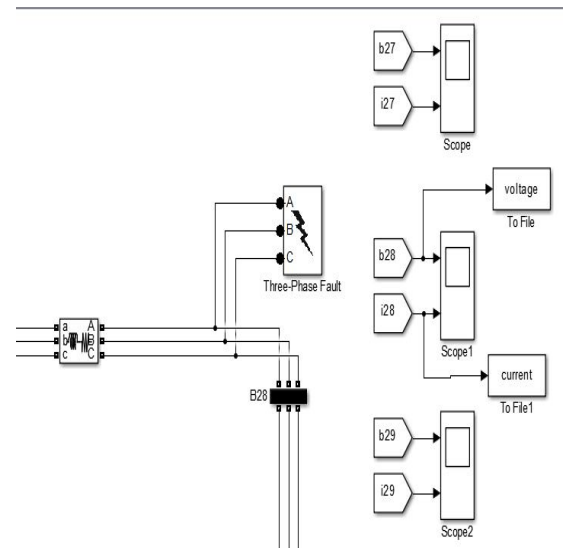 b27
i27
Scope
voltage
To File
A
B
C
Three-Phase Fault
b28
i28
Scope1
a A
b B
c C
current
To File1
B28
b29
i29
Scope2